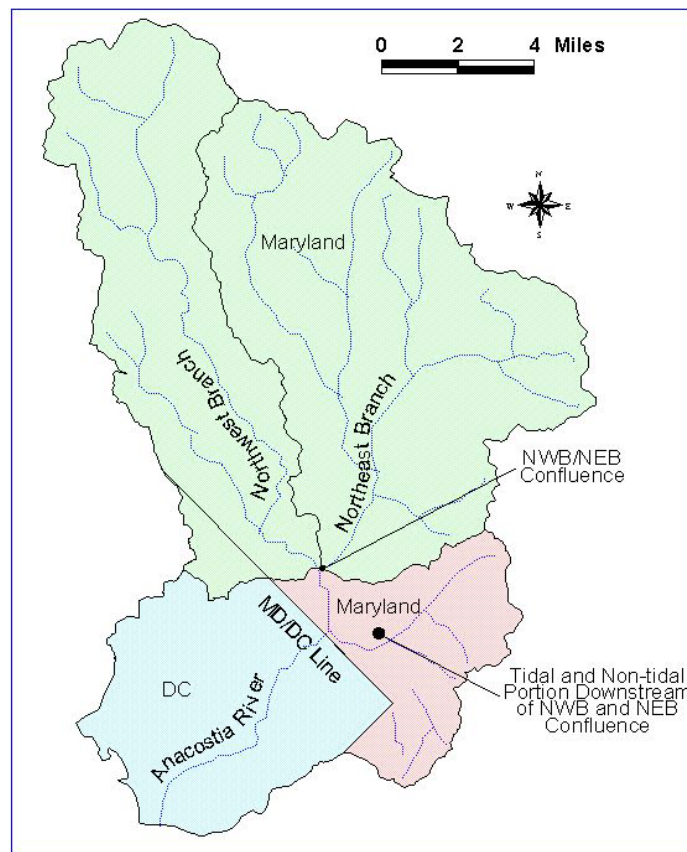 0 2 4 Miles
N
W E
S
Maryland
Northwest Branch
Northeast Branch
NWB/NEB
Confluence
Maryland
MD/DC Line
DC
Anacostia River
Tidal and Non-tidal
Portion Downstream
of NWB and NEB
Confluence